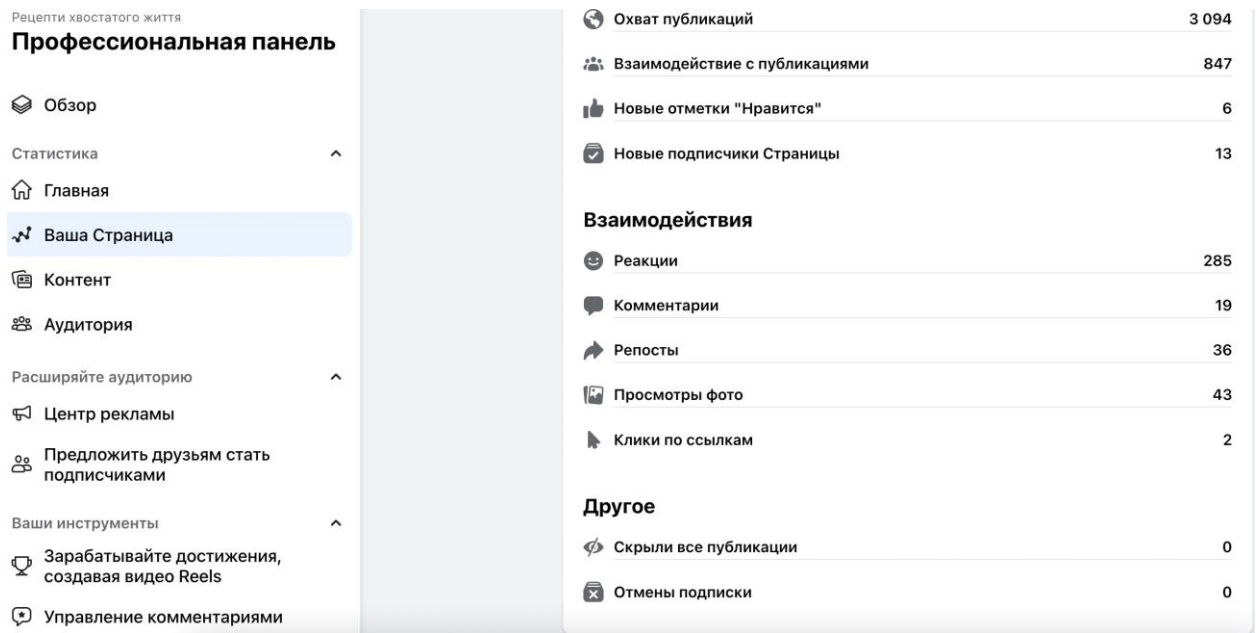 Рецепти хвостатого життя
Профессиональная панель
Обзор
Статистика
Главная
Ваша Страница
Контент
Аудитория
Расширяйте аудиторию
Центр рекламы
Предложить друзьям стать
подписчиками
Ваши инструменты
Зарабатывайте достижения,
создавая видео Reels
Управление комментариями
Охват публикаций 3 094
Взаимодействие с публикациями 847
Новые отметки "Нравится" 6
Новые подписчики Страницы 13
Взаимодействия
Реакции 285
Комментарии 19
Репосты 36
Просмотры фото 43
Клики по ссылкам 2
Другое
Скрыли все публикации 0
Отмены подписки 0